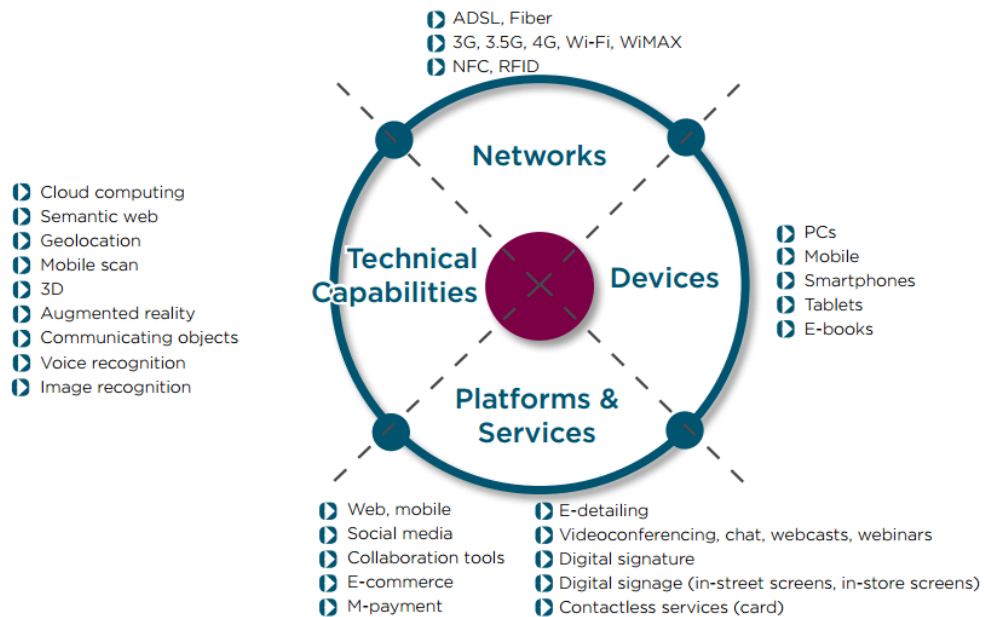 ADSL, Fiber
3G, 3.5G, 4G, Wi-Fi, WiMAX
NFC, RFID
Networks
Cloud computing
Semantic web
Geolocation
Mobile scan
3D
Augmented reality
Communicating objects
Voice recognition
Image recognition
Technical
Capabilities
Devices
PCs
Mobile
Smartphones
Tablets
E-books
Platforms &
Services
Web, mobile
Social media
Collaboration tools
E-commerce
M-payment
E-detailing
Videoconferencing, chat, webcasts, webinars
Digital signature
Digital signage (in-street screens, in-store screens)
Contactless services (card)